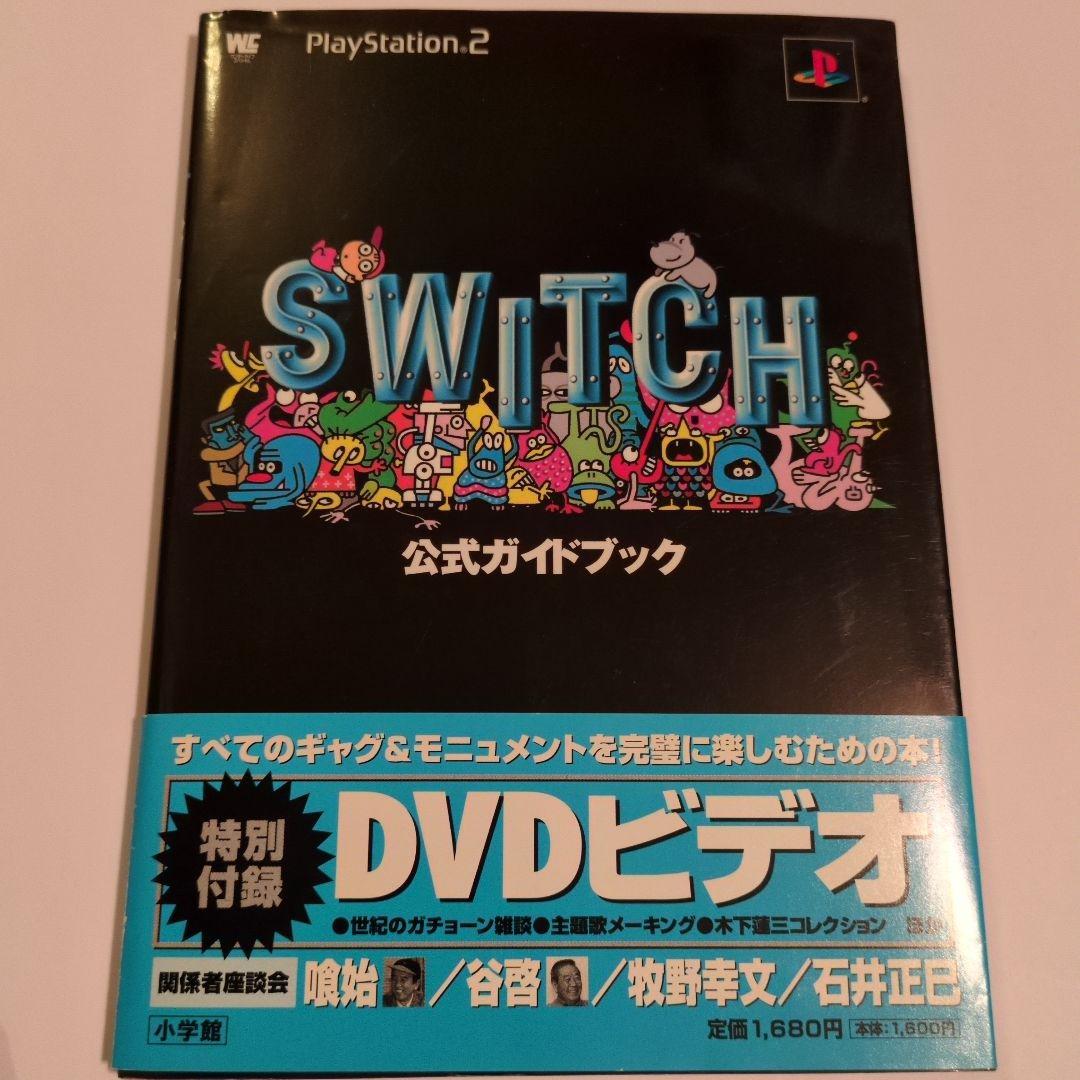 WLC
PlayStation®2
SWITCH
公式ガイドブック
すべてのギャグ&モニュメントを完璧に楽しむための本!
特別
付録
DVDビデオ
●世紀のガチョーン雑談●主題歌メーキング●木下蓮三コレクション ほか
関係者座談会 喰始/谷啓/牧野幸文/石井正巳
小学館
定価1,680円 本体:1,600円